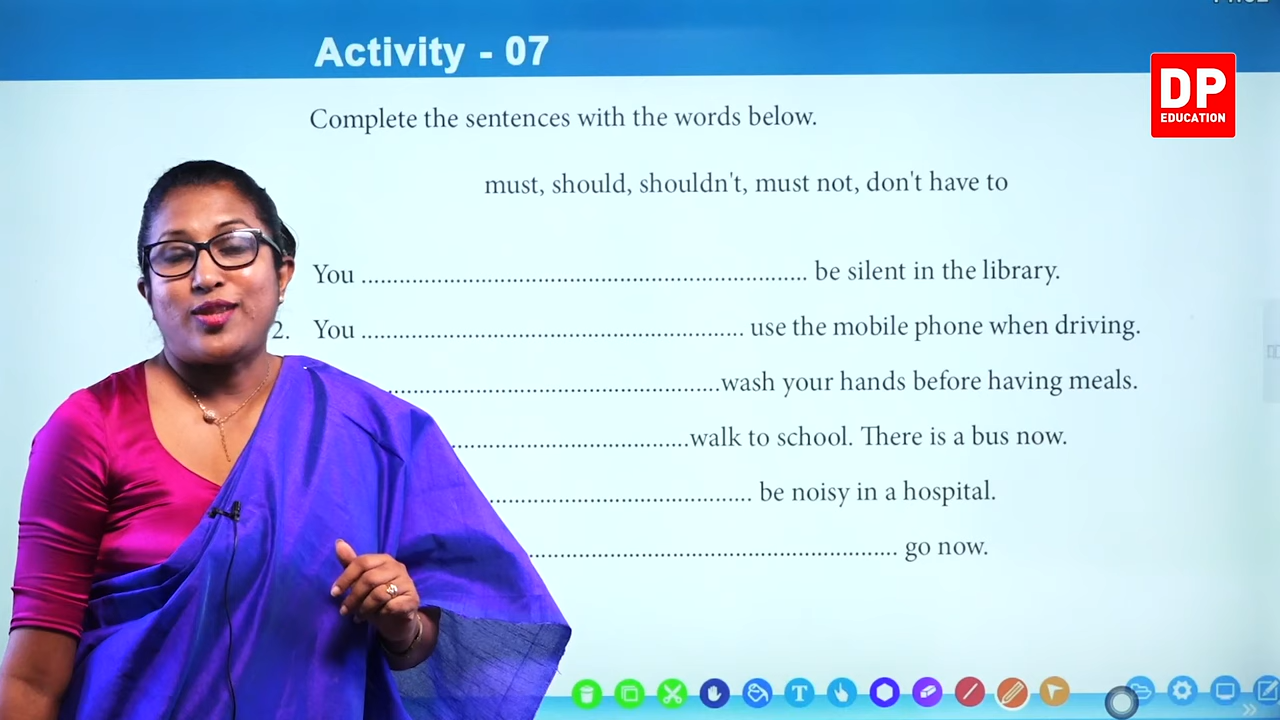 Activity - 07
DP
EDUCATION
Complete the sentences with the words below.
must, should, shouldn't, must not, don't have to
You ........................................................................ be silent in the library.
2. You .............................................................. use the mobile phone when driving.
.....................................................wash your hands before having meals.
......................................walk to school. There is a bus now.
........................................... be noisy in a hospital.
............................................................ go now.